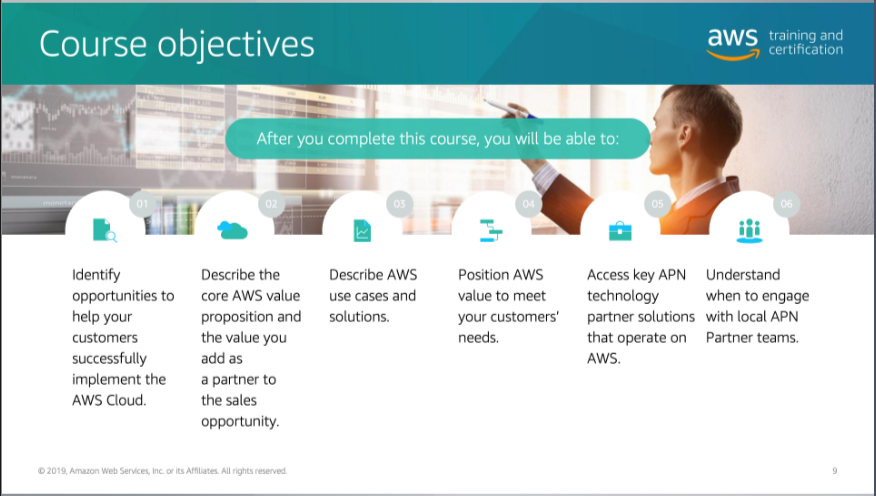 Course objectives
aws training and
certification
After you complete this course, you will be able to:
01
02
03
04
05
06
Identify
opportunities to
help your
customers
successfully
implement the
AWS Cloud.
Describe the
core AWS value
proposition and
the value you
add as
a partner to
the sales
opportunity.
Describe AWS
use cases and
solutions.
Position AWS
value to meet
your customers’
needs.
Access key APN
technology
partner solutions
that operate on
AWS.
Understand
when to engage
with local APN
Partner teams.
© 2019, Amazon Web Services, Inc. or its Affiliates. All rights reserved.
9